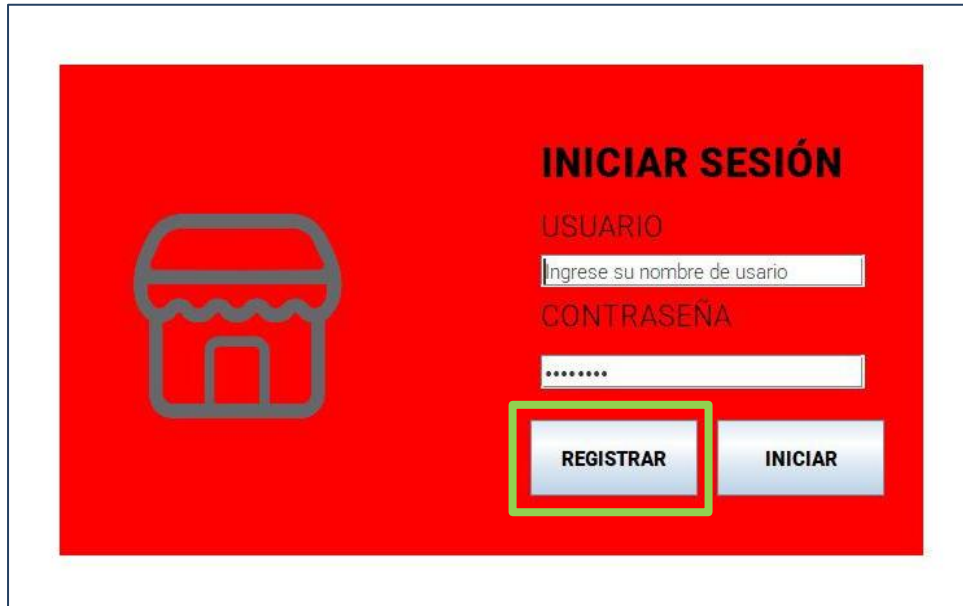 INICIAR SESIÓN
USUARIO
Ingrese su nombre de usario
CONTRASEÑA
••••••••
REGISTRAR INICIAR